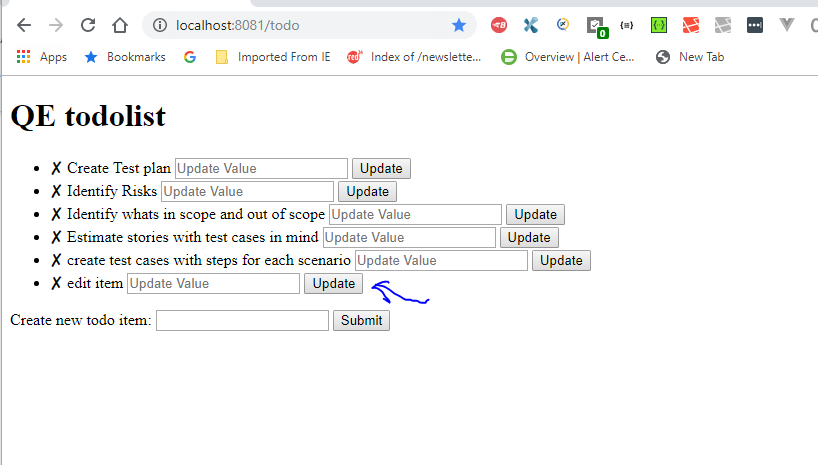 localhost:8081/todo
0
Apps Bookmarks Imported From IE Index of /newslette... Overview | Alert Ce... New Tab
QE todolist
✗ Create Test plan Update Value Update
✗ Identify Risks Update Value Update
✗ Identify whats in scope and out of scope Update Value Update
✗ Estimate stories with test cases in mind Update Value Update
✗ create test cases with steps for each scenario Update Value Update
✗ edit item Update Value Update
Create new todo item: Submit